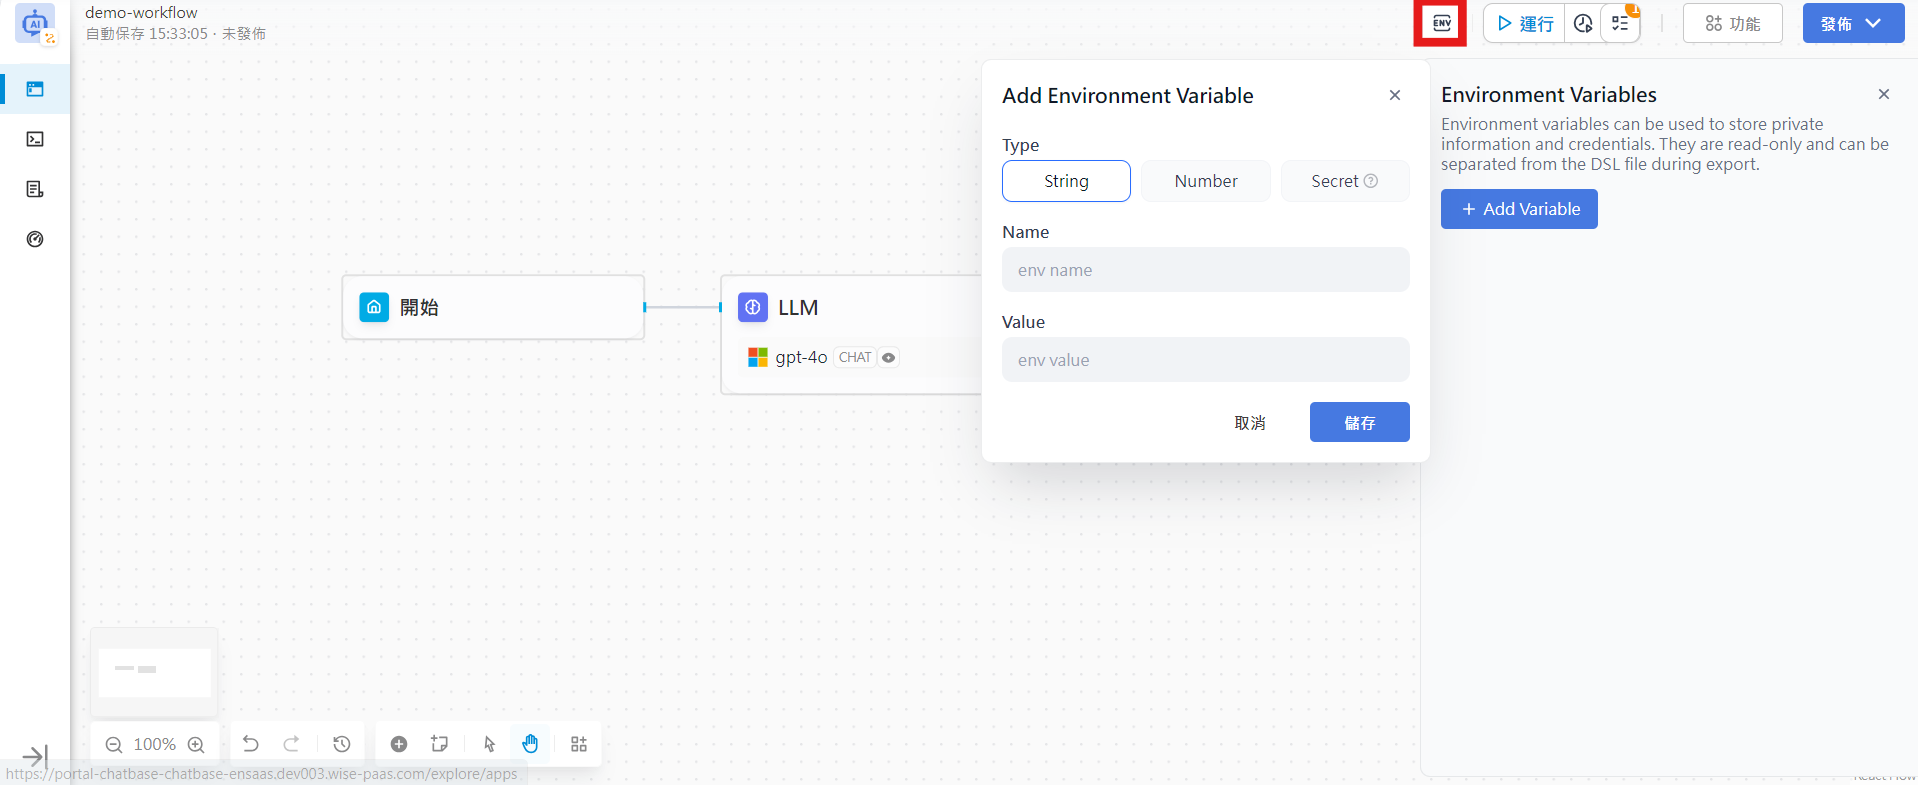 demo-workflow
自動保存 15:33:05 · 未發佈
ENV
運行
1
功能
發佈
AI
Add Environment Variable
Type
String
Number
Secret
Name
env name
Value
env value
取消
儲存
Environment Variables
Environment variables can be used to store private
information and credentials. They are read-only and can be
separated from the DSL file during export.
+ Add Variable
開始
LLM
gpt-4o CHAT
100%
https://portal-chatbase-chatbase-ensaas.dev003.wise-paas.com/explore/apps
React Flow